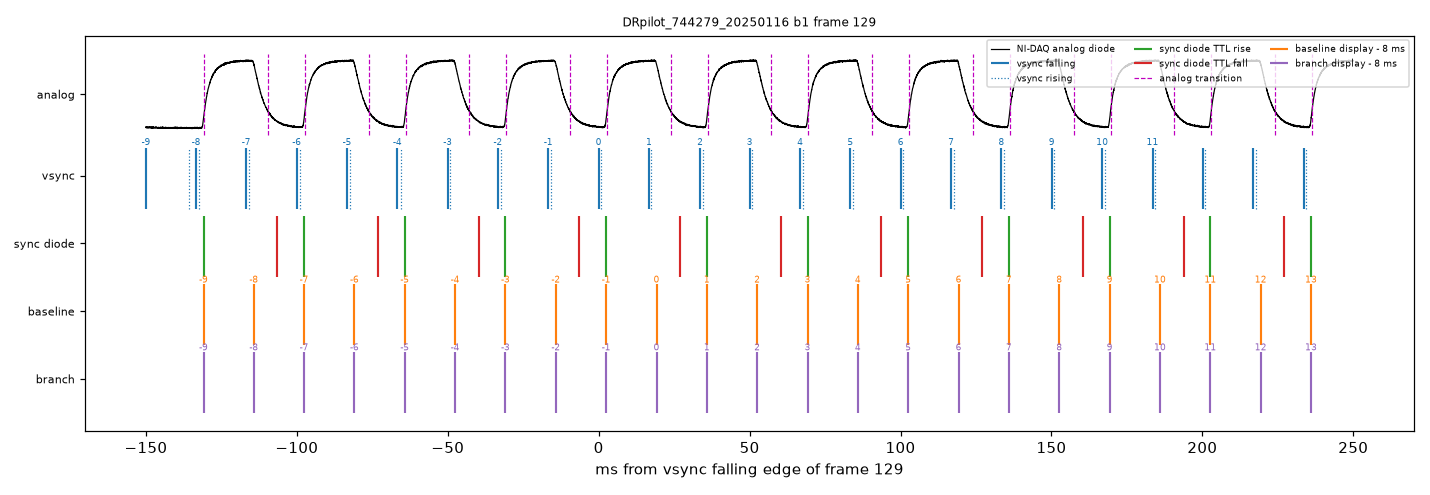 DRpilot_744279_20250116 b1 frame 129
NI-DAQ analog diode
vsync falling
vsync rising
sync diode TTL rise
sync diode TTL fall
analog transition
baseline display - 8 ms
branch display - 8 ms
analog
-9 -8 -7 -6 -5 -4 -3 -2 -1 0 1 2 3 4 5 6 7 8 9 10 11
vsync
sync diode
-9 -8 -7 -6 -5 -4 -3 -2 -1 0 1 2 3 4 5 6 7 8 9 10 11 12 13
baseline
-9 -8 -7 -6 -5 -4 -3 -2 -1 0 1 2 3 4 5 6 7 8 9 10 11 12 13
branch
−150 −100 −50 0 50 100 150 200 250
ms from vsync falling edge of frame 129